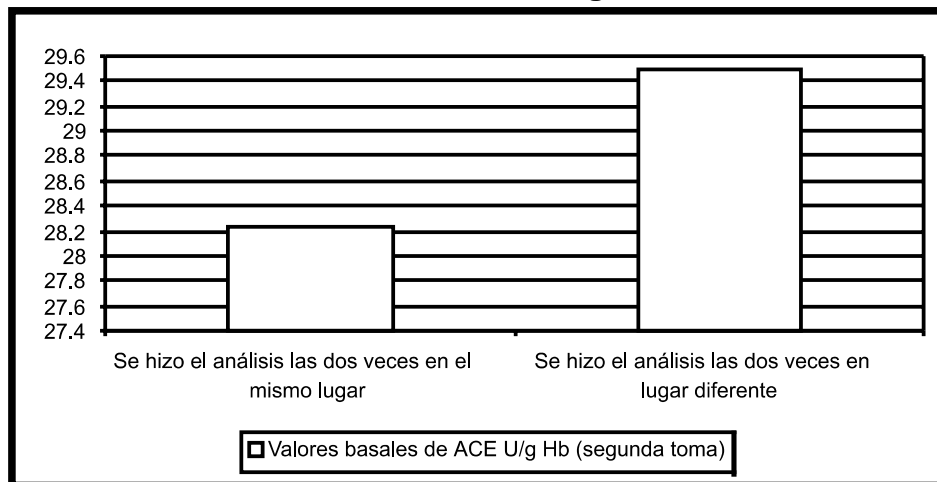 29.6
29.4
29.2
29
28.8
28.6
28.4
28.2
28
27.8
27.6
27.4
Se hizo el análisis las dos veces en el
mismo lugar
Se hizo el análisis las dos veces en
lugar diferente
Valores basales de ACE U/g Hb (segunda toma)